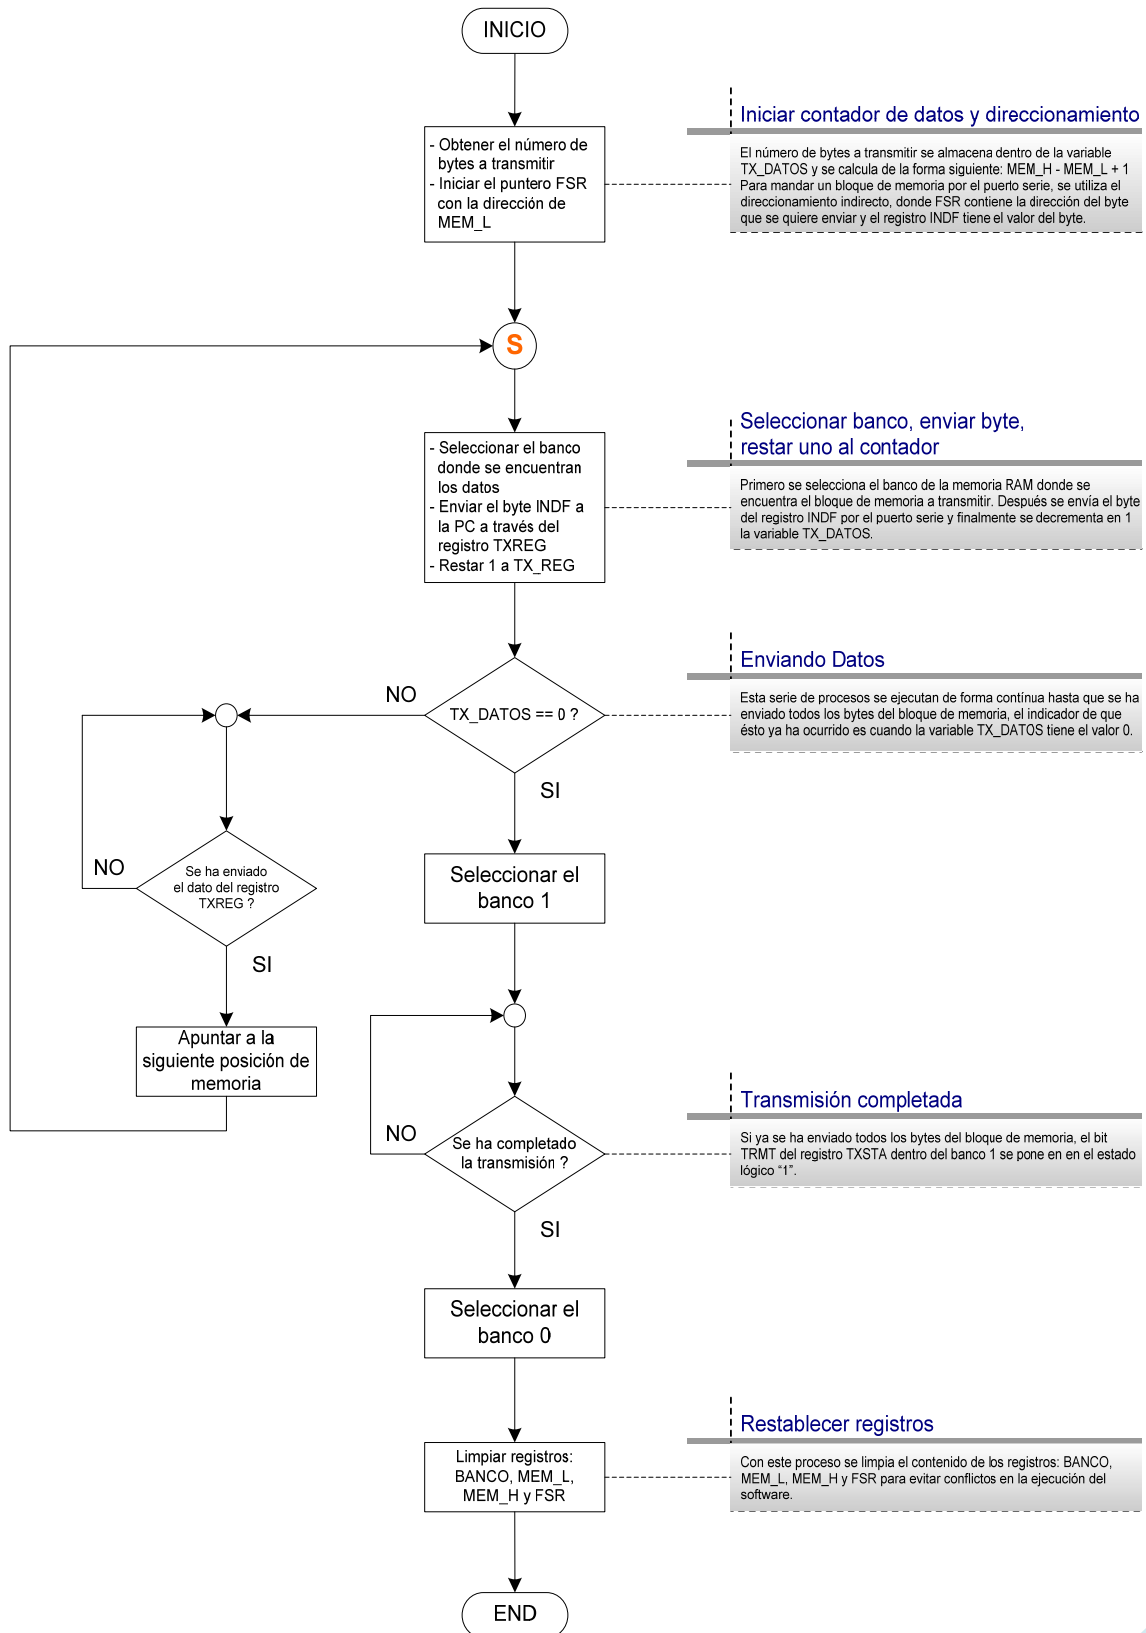 INICIO
Iniciar contador de datos y direccionamiento
- Obtener el número de
bytes a transmitir
- Iniciar el puntero FSR
con la dirección de
MEM_L
El número de bytes a transmitir se almacena dentro de la variable
TX_DATOS y se calcula de la forma siguiente: MEM_H - MEM_L + 1
Para mandar un bloque de memoria por el puerto serie, se utiliza el
direccionamiento indirecto, donde FSR contiene la dirección del byte
que se quiere enviar y el registro INDF tiene el valor del byte.
S
Seleccionar banco, enviar byte,
restar uno al contador
- Seleccionar el banco
donde se encuentran
los datos
- Enviar el byte INDF a
la PC a través del
registro TXREG
- Restar 1 a TX_REG
Primero se selecciona el banco de la memoria RAM donde se
encuentra el bloque de memoria a transmitir. Después se envía el byte
del registro INDF por el puerto serie y finalmente se decrementa en 1
la variable TX_DATOS.
Enviando Datos
NO
TX_DATOS == 0 ?
Esta serie de procesos se ejecutan de forma contínua hasta que se ha
enviado todos los bytes del bloque de memoria, el indicador de que
ésto ya ha ocurrido es cuando la variable TX_DATOS tiene el valor 0.
SI
NO
Se ha enviado
el dato del registro
TXREG ?
Seleccionar el
banco 1
SI
Apuntar a la
siguiente posición de
memoria
Transmisión completada
NO
Se ha completado
la transmisión ?
Si ya se ha enviado todos los bytes del bloque de memoria, el bit
TRMT del registro TXSTA dentro del banco 1 se pone en en el estado
lógico “1”.
SI
Seleccionar el
banco 0
Restablecer registros
Limpiar registros:
BANCO, MEM_L,
MEM_H y FSR
Con este proceso se limpia el contenido de los registros: BANCO,
MEM_L, MEM_H y FSR para evitar conflictos en la ejecución del
software.
END